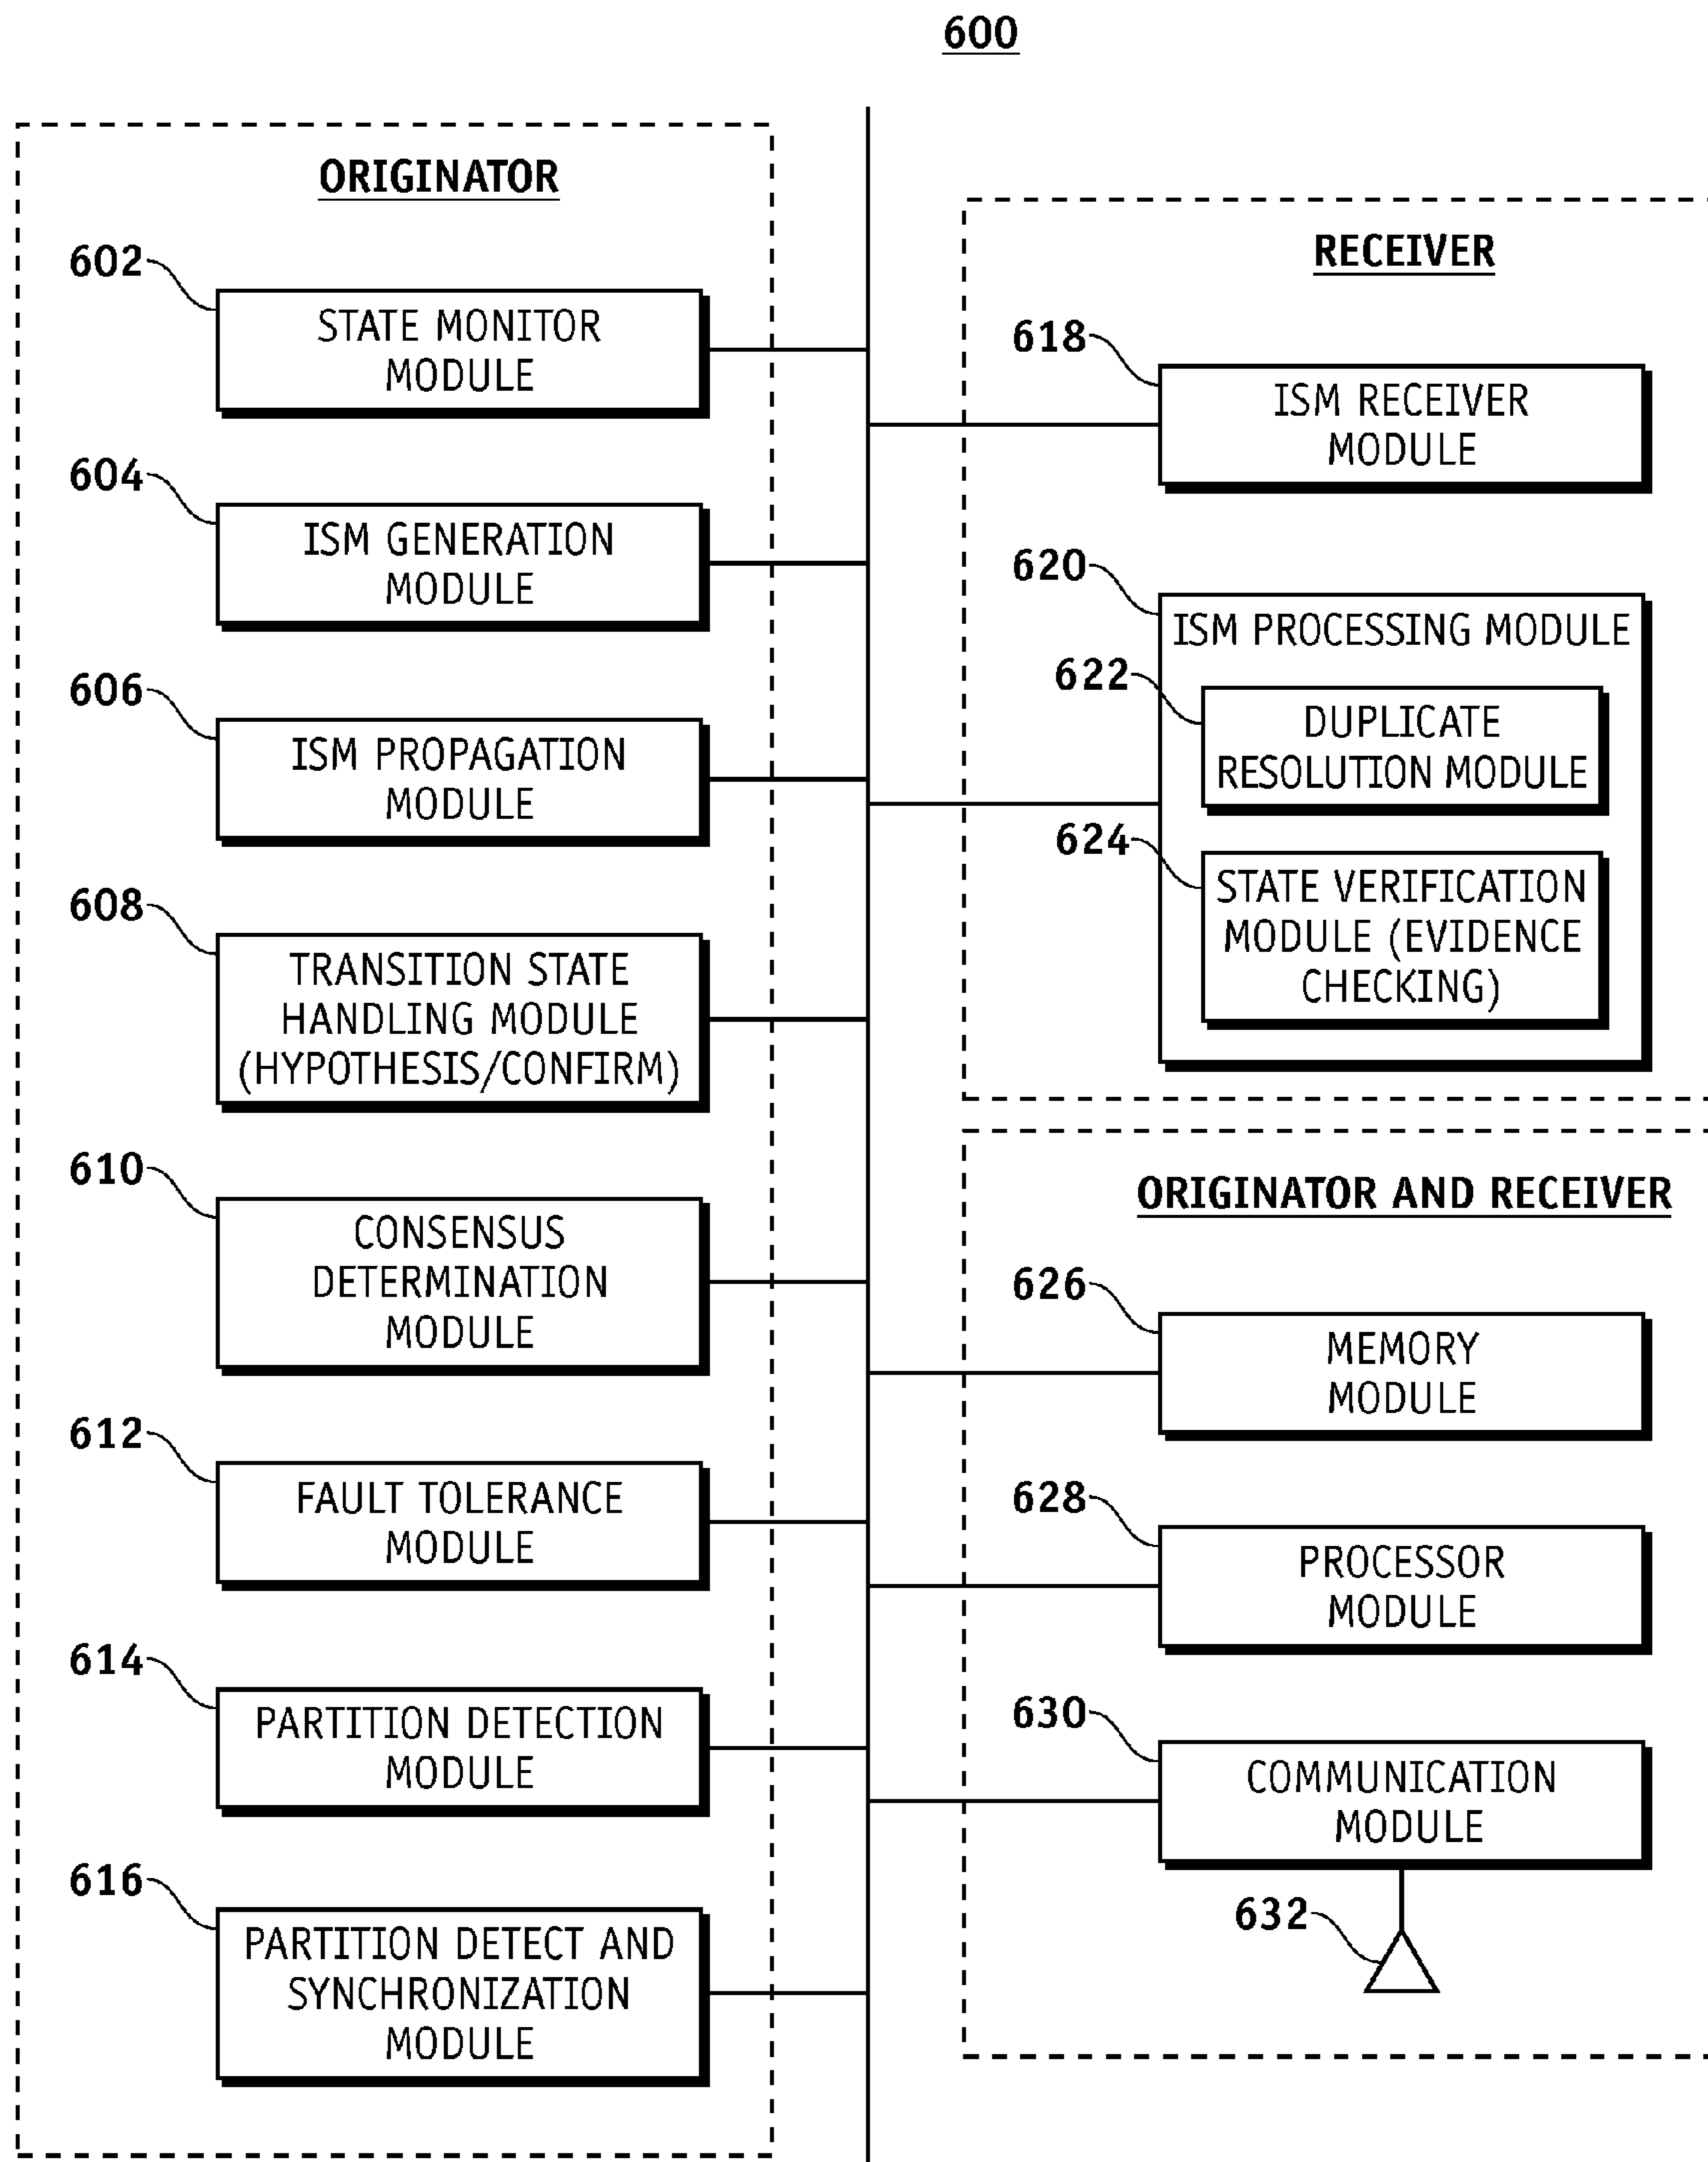 600
ORIGINATOR
602
STATE MONITOR
MODULE
604
ISM GENERATION
MODULE
606
ISM PROPAGATION
MODULE
608
TRANSITION STATE
HANDLING MODULE
(HYPOTHESIS/CONFIRM)
610
CONSENSUS
DETERMINATION
MODULE
612
FAULT TOLERANCE
MODULE
614
PARTITION DETECTION
MODULE
616
PARTITION DETECT AND
SYNCHRONIZATION
MODULE
RECEIVER
618
ISM RECEIVER
MODULE
620
ISM PROCESSING MODULE
622
DUPLICATE
RESOLUTION MODULE
624
STATE VERIFICATION
MODULE (EVIDENCE
CHECKING)
ORIGINATOR AND RECEIVER
626
MEMORY
MODULE
628
PROCESSOR
MODULE
630
COMMUNICATION
MODULE
632